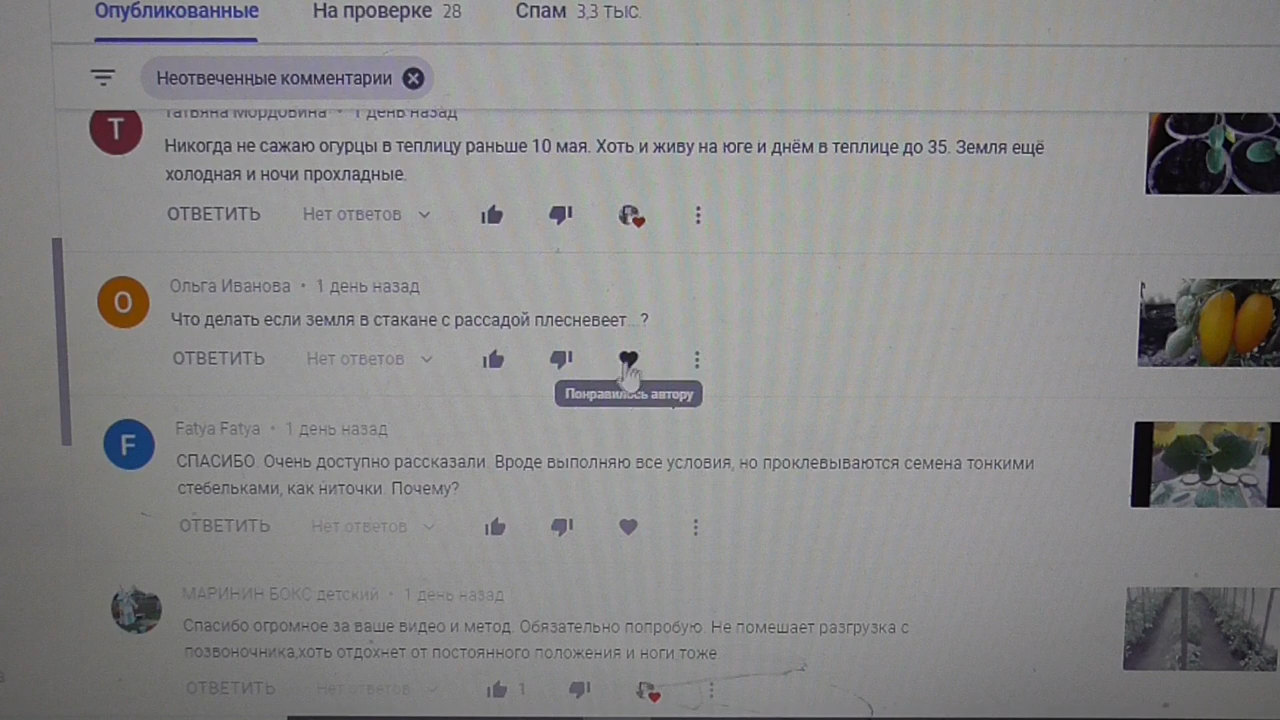 Опубликованные На проверке 28 Спам 3,3 тыс.
Неотвеченные комментарии
Т Татьяна Мордовина • 1 день назад
Никогда не сажаю огурцы в теплицу раньше 10 мая. Хоть и живу на юге и днём в теплице до 35. Земля ещё
холодная и ночи прохладные.
ОТВЕТИТЬ Нет ответов
О Ольга Иванова • 1 день назад
Что делать если земля в стакане с рассадой плесневеет...?
ОТВЕТИТЬ Нет ответов
Понравилось автору
F Fatya Fatya • 1 день назад
СПАСИБО. Очень доступно рассказали. Вроде выполняю все условия, но проклевываются семена тонкими
стебельками, как ниточки. Почему?
ОТВЕТИТЬ Нет ответов
МАРИНИН БОКС детский • 1 день назад
Спасибо огромное за ваше видео и метод. Обязательно попробую. Не помешает разгрузка с
позвоночника,хоть отдохнет от постоянного положения и ноги тоже.
ОТВЕТИТЬ Нет ответов 1